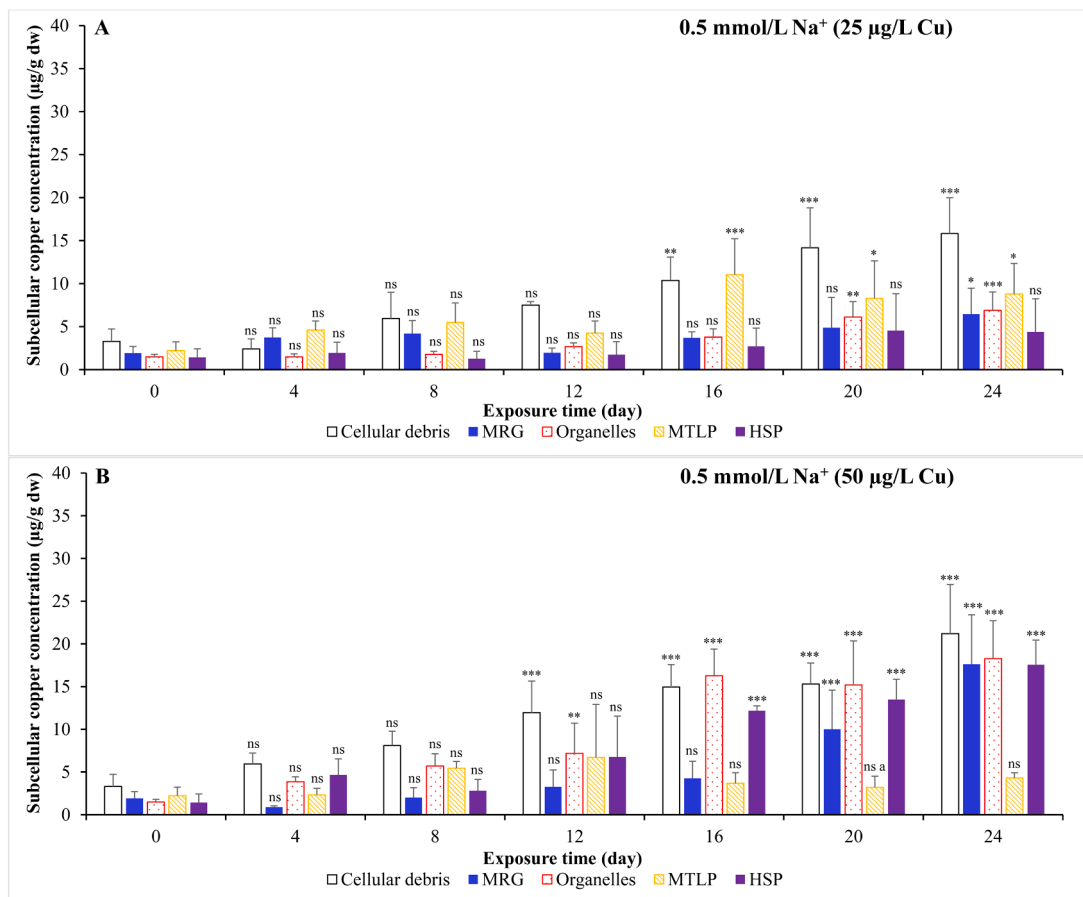 A
0.5 mmol/L Na⁺ (25 µg/L Cu)
Subcellular copper concentration (µg/g dw)
40
35
30
25
20
15
10
5
0
ns ns ns ns ns
ns ns ns ns ns
ns ns ns ns ns
** ns ns *** ns
*** ns ** * ns
*** * *** * ns
0 4 8 12 16 20 24
Exposure time (day)
Cellular debris MRG Organelles MTLP HSP
B
0.5 mmol/L Na⁺ (50 µg/L Cu)
Subcellular copper concentration (µg/g dw)
40
35
30
25
20
15
10
5
0
ns ns ns ns ns
ns ns ns ns ns
*** ns ** ns ns
*** ns *** ns ***
*** *** *** ns a ***
*** *** *** ns ***
0 4 8 12 16 20 24
Exposure time (day)
Cellular debris MRG Organelles MTLP HSP